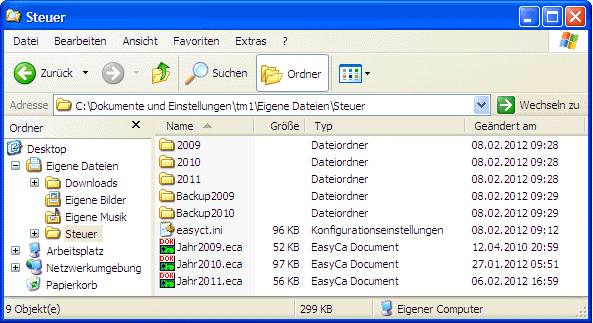 Steuer
Datei Bearbeiten Ansicht Favoriten Extras ?
Zurück Suchen Ordner
Adresse C:\Dokumente und Einstellungen\tm1\Eigene Dateien\Steuer Wechseln zu
Ordner Name Größe Typ Geändert am
Desktop 2009 Dateiordner 08.02.2012 09:28
Eigene Dateien 2010 Dateiordner 08.02.2012 09:28
Downloads 2011 Dateiordner 08.02.2012 09:28
Eigene Bilder Backup2009 Dateiordner 08.02.2012 09:29
Eigene Musik Backup2010 Dateiordner 08.02.2012 09:29
Steuer easyct.ini 96 KB Konfigurationseinstellungen 08.02.2012 09:12
Arbeitsplatz DOK Jahr2009.eca 52 KB EasyCa Document 12.04.2010 20:59
Netzwerkumgebung DOK Jahr2010.eca 97 KB EasyCa Document 27.01.2012 05:51
Papierkorb DOK Jahr2011.eca 56 KB EasyCa Document 06.02.2012 16:59
9 Objekt(e) 299 KB Eigener Computer